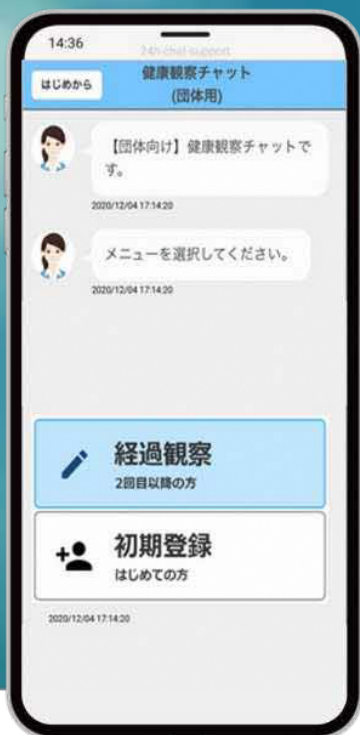 14:36
24h-chat-support
はじめから
健康観察チャット
(団体用)
【団体向け】健康観察チャットで
す。
2020/12/04 17:14:20
メニューを選択してください。
2020/12/04 17:14:20
経過観察
2回目以降の方
初期登録
はじめての方
2020/12/04 17:14:20